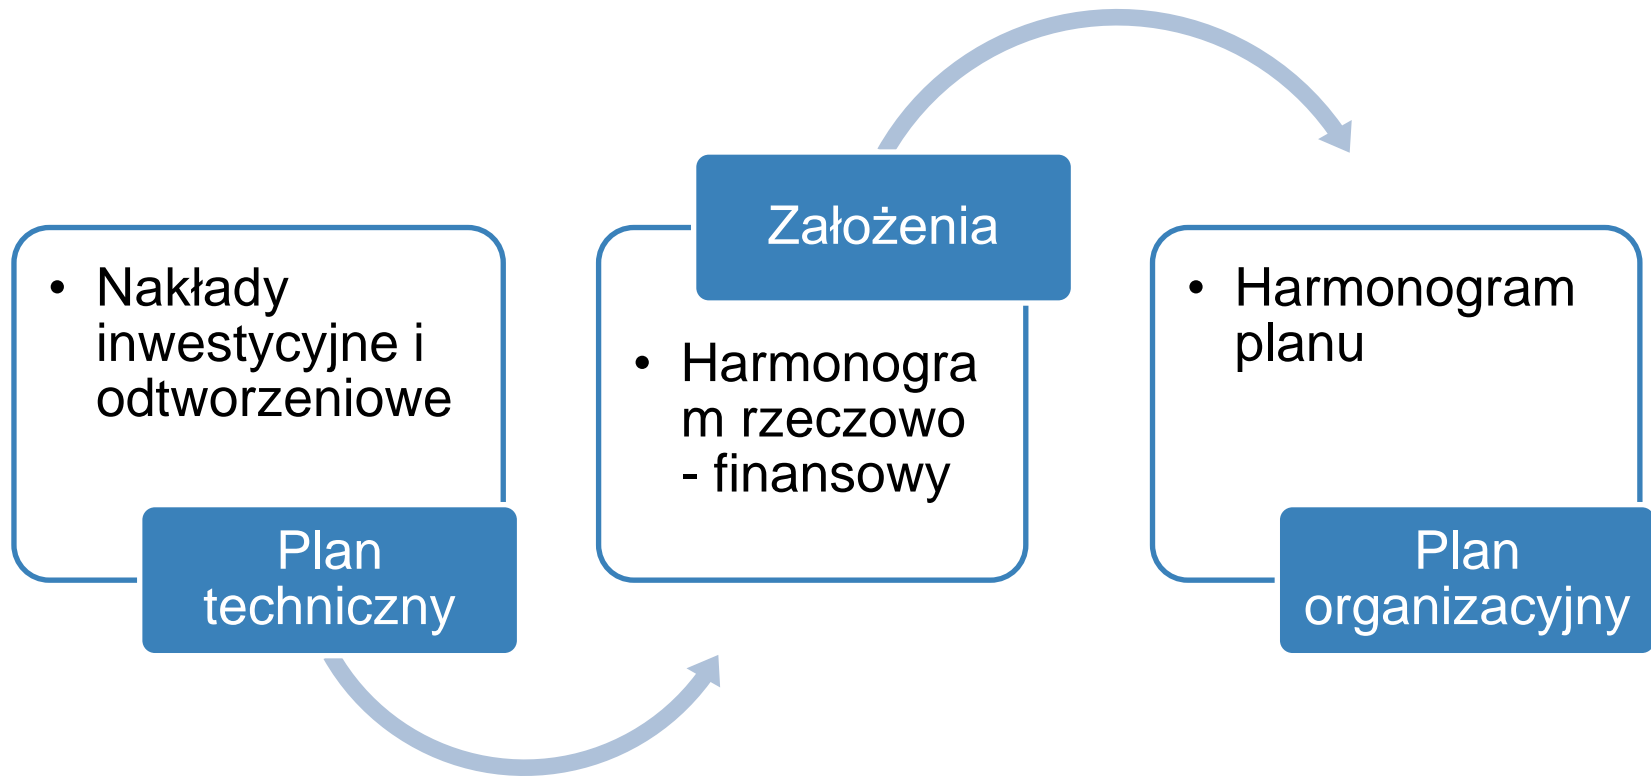 • Nakłady
inwestycyjne i
odtworzeniowe
Plan
techniczny
Założenia
• Harmonogra
m rzeczowo
- finansowy
• Harmonogram
planu
Plan
organizacyjny